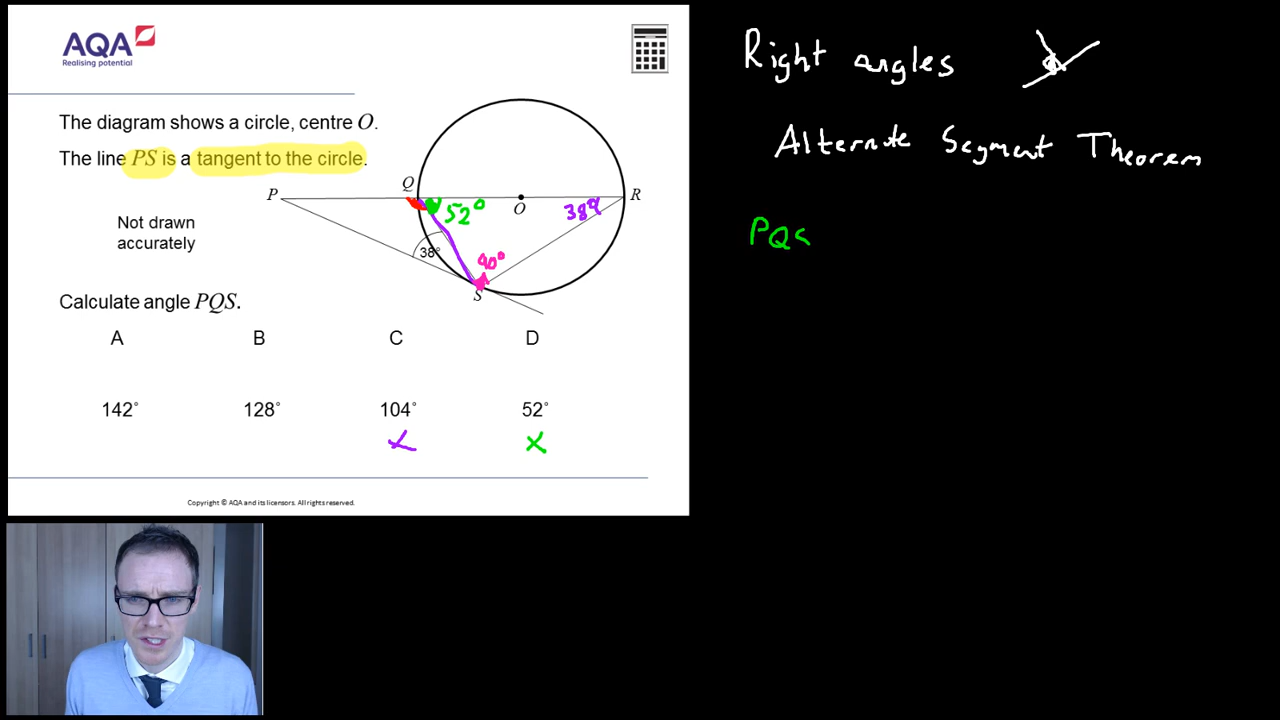 AQA
Realising potential
The diagram shows a circle, centre O.
The line PS is a tangent to the circle.
P
Q
O
R
52°
38°
Not drawn
accurately
38°
90°
S
Calculate angle PQS.
A B C D
142° 128° 104° 52°
Copyright © AQA and its licensors. All rights reserved.
Right angles
Alternate Segment Theorem
PQS